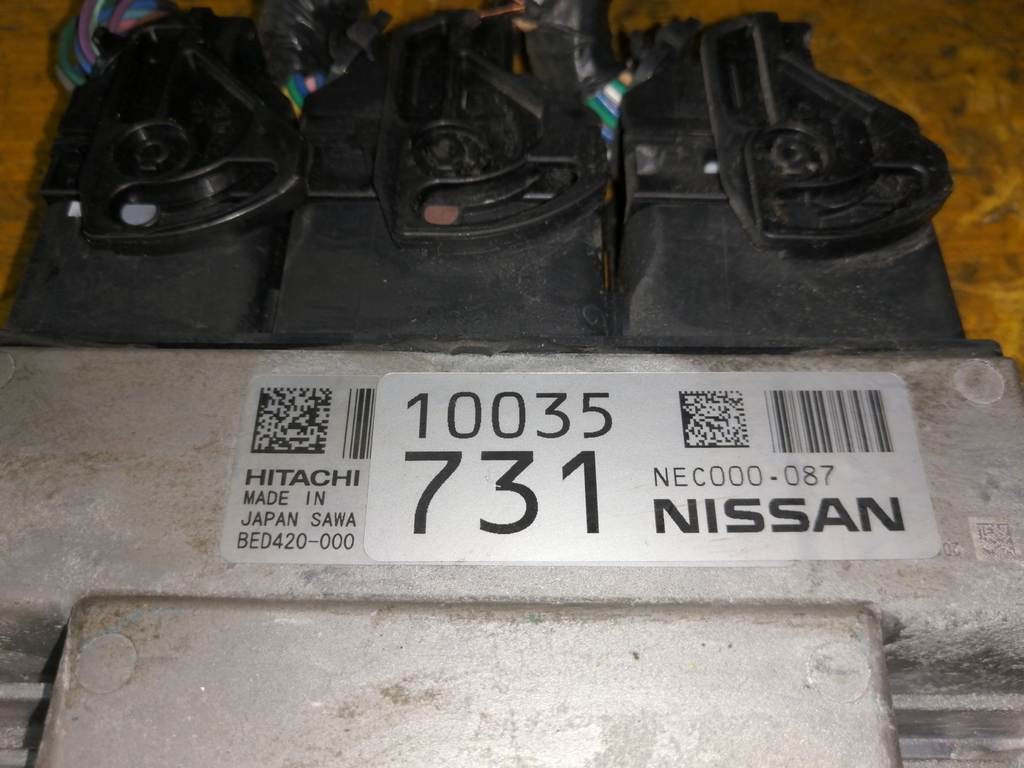 HITACHI
MADE IN
JAPAN SAWA
BED420-000
10035
731
NEC000-087
NISSAN